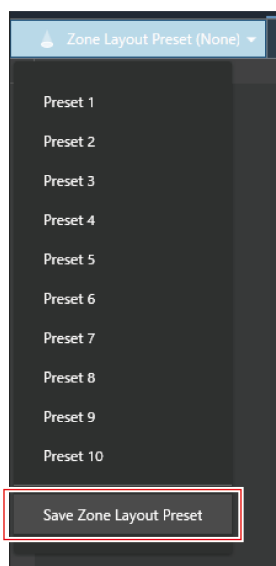 Zone Layout Preset (None)
Preset 1
Preset 2
Preset 3
Preset 4
Preset 5
Preset 6
Preset 7
Preset 8
Preset 9
Preset 10
Save Zone Layout Preset